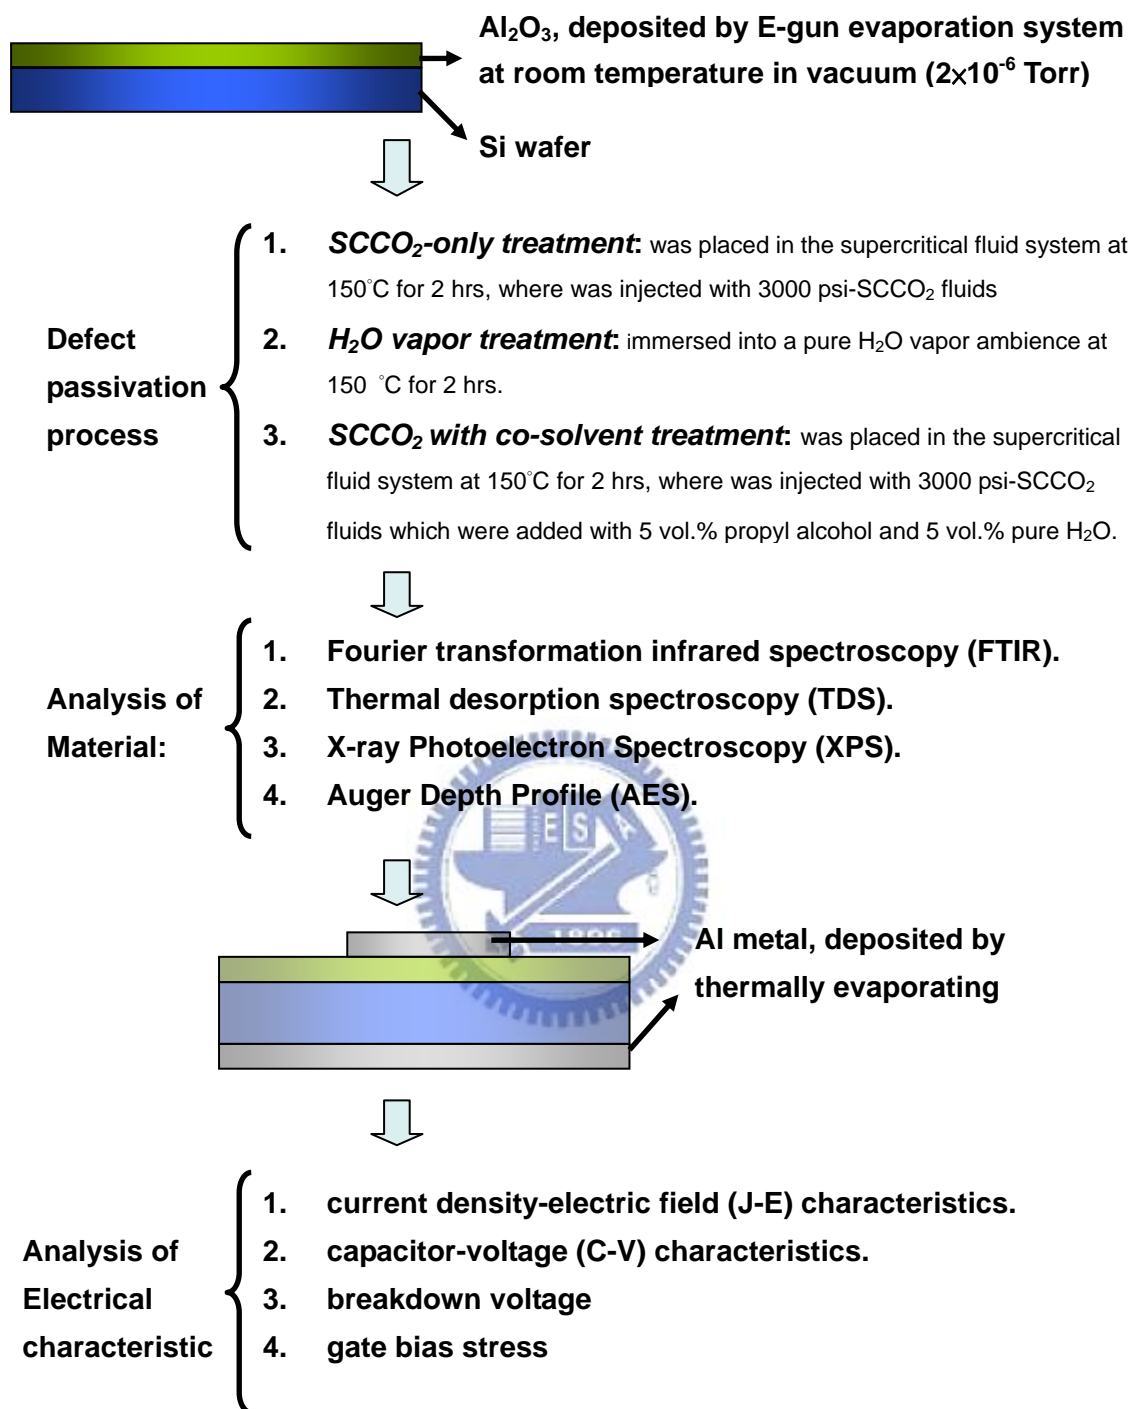 Al₂O₃, deposited by E-gun evaporation system
at room temperature in vacuum (2×10⁻⁶ Torr)
Si wafer
Defect
passivation
process
1. SCCO₂-only treatment: was placed in the supercritical fluid system at
150°C for 2 hrs, where was injected with 3000 psi-SCCO₂ fluids
2. H₂O vapor treatment: immersed into a pure H₂O vapor ambience at
150 °C for 2 hrs.
3. SCCO₂ with co-solvent treatment: was placed in the supercritical
fluid system at 150°C for 2 hrs, where was injected with 3000 psi-SCCO₂
fluids which were added with 5 vol.% propyl alcohol and 5 vol.% pure H₂O.
Analysis of
Material:
1. Fourier transformation infrared spectroscopy (FTIR).
2. Thermal desorption spectroscopy (TDS).
3. X-ray Photoelectron Spectroscopy (XPS).
4. Auger Depth Profile (AES).
E S A
1896
Al metal, deposited by
thermally evaporating
Analysis of
Electrical
characteristic
1. current density-electric field (J-E) characteristics.
2. capacitor-voltage (C-V) characteristics.
3. breakdown voltage
4. gate bias stress